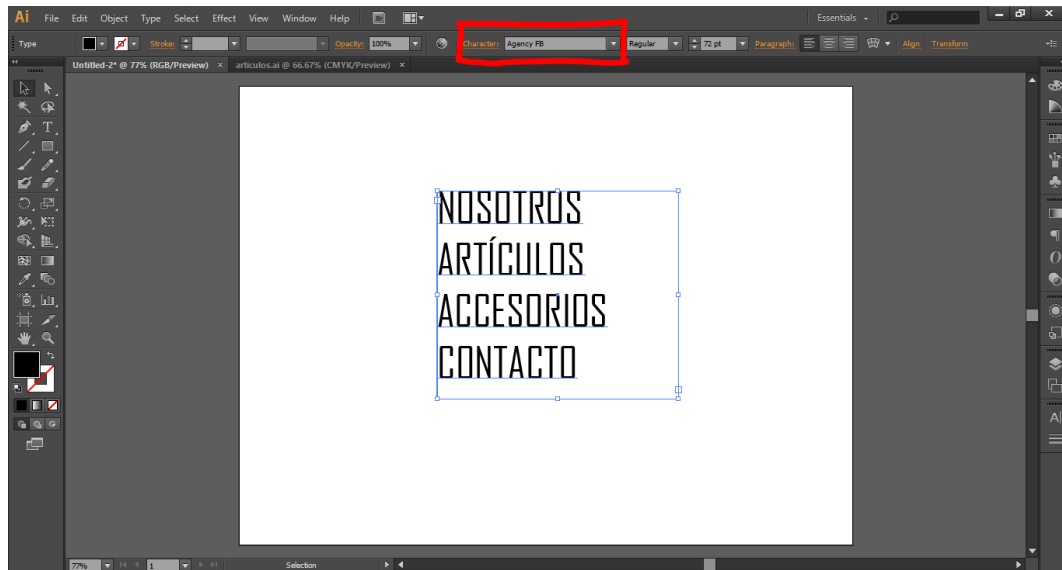 Ai File Edit Object Type Select Effect View Window Help Br Essentials
Type Stroke: Opacity: 100% Character: Agency FB Regular 72 pt Paragraph: Align Transform
Untitled-2* @ 77% (RGB/Preview) × articulos.ai @ 66.67% (CMYK/Preview) ×
NOSOTROS
ARTÍCULOS
ACCESORIOS
CONTACTO
77% 1 Selection